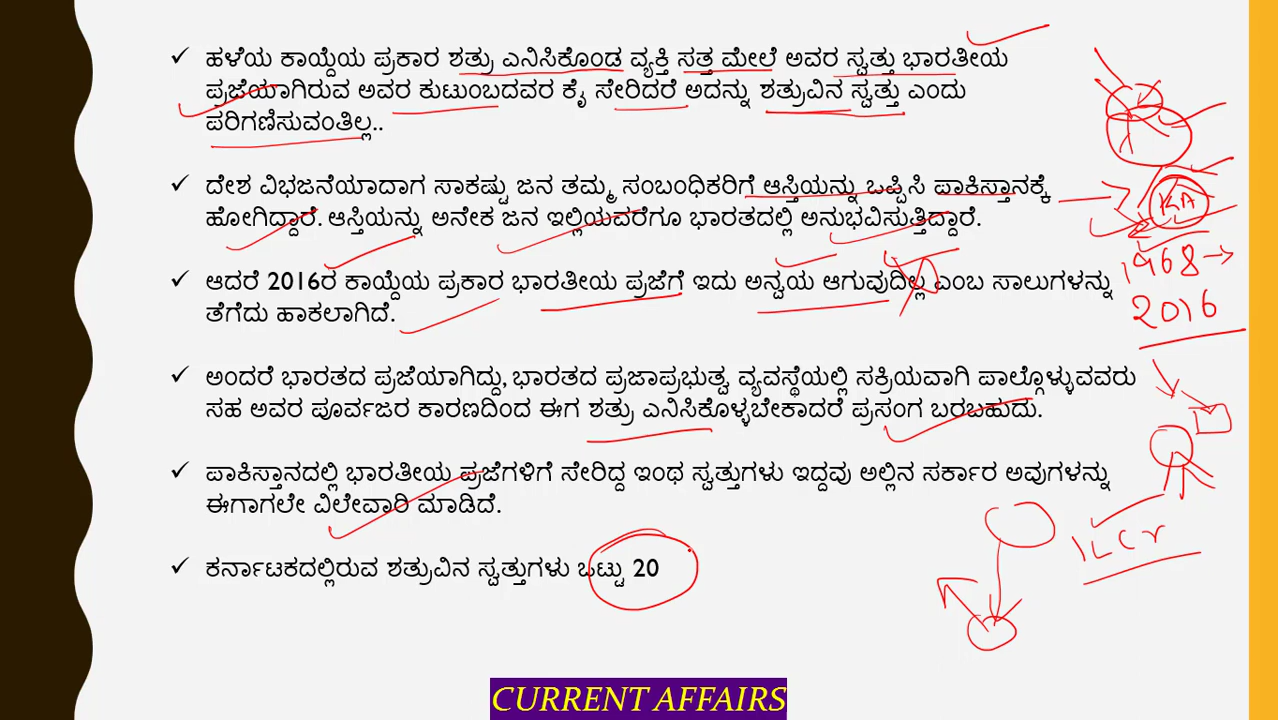 ಹಳೆಯ ಕಾಯ್ದೆಯ ಪ್ರಕಾರ ಶತ್ರು ಎನಿಸಿಕೊಂಡ ವ್ಯಕ್ತಿ ಸತ್ತ ಮೇಲೆ ಅವರ ಸ್ವತ್ತು ಭಾರತೀಯ
ಪ್ರಜೆಯಾಗಿರುವ ಅವರ ಕುಟುಂಬದವರ ಕೈ ಸೇರಿದರೆ ಅದನ್ನು ಶತ್ರುವಿನ ಸ್ವತ್ತು ಎಂದು
ಪರಿಗಣಿಸುವಂತಿಲ್ಲ..
ದೇಶ ವಿಭಜನೆಯಾದಾಗ ಸಾಕಷ್ಟು ಜನ ತಮ್ಮ ಸಂಬಂಧಿಕರಿಗೆ ಆಸ್ತಿಯನ್ನು ಒಪ್ಪಿಸಿ ಪಾಕಿಸ್ತಾನಕ್ಕೆ
ಹೋಗಿದ್ದಾರೆ. ಆಸ್ತಿಯನ್ನು ಅನೇಕ ಜನ ಇಲ್ಲಿಯವರೆಗೂ ಭಾರತದಲ್ಲಿ ಅನುಭವಿಸುತ್ತಿದ್ದಾರೆ.
KA
1968
ಆದರೆ 2016ರ ಕಾಯ್ದೆಯ ಪ್ರಕಾರ ಭಾರತೀಯ ಪ್ರಜೆಗೆ ಇದು ಅನ್ವಯ ಆಗುವುದಿಲ್ಲ ಎಂಬ ಸಾಲುಗಳನ್ನು
ತೆಗೆದು ಹಾಕಲಾಗಿದೆ.
2016
ಅಂದರೆ ಭಾರತದ ಪ್ರಜೆಯಾಗಿದ್ದು, ಭಾರತದ ಪ್ರಜಾಪ್ರಭುತ್ವ ವ್ಯವಸ್ಥೆಯಲ್ಲಿ ಸಕ್ರಿಯವಾಗಿ ಪಾಲ್ಗೊಳ್ಳುವವರು
ಸಹ ಅವರ ಪೂರ್ವಜರ ಕಾರಣದಿಂದ ಈಗ ಶತ್ರು ಎನಿಸಿಕೊಳ್ಳಬೇಕಾದರೆ ಪ್ರಸಂಗ ಬರಬಹುದು.
ಪಾಕಿಸ್ತಾನದಲ್ಲಿ ಭಾರತೀಯ ಪ್ರಜೆಗಳಿಗೆ ಸೇರಿದ್ದ ಇಂಥ ಸ್ವತ್ತುಗಳು ಇದ್ದವು ಅಲ್ಲಿನ ಸರ್ಕಾರ ಅವುಗಳನ್ನು
ಈಗಾಗಲೇ ವಿಲೇವಾರಿ ಮಾಡಿದೆ.
1LCr
ಕರ್ನಾಟಕದಲ್ಲಿರುವ ಶತ್ರುವಿನ ಸ್ವತ್ತುಗಳು ಒಟ್ಟು 20
CURRENT AFFAIRS